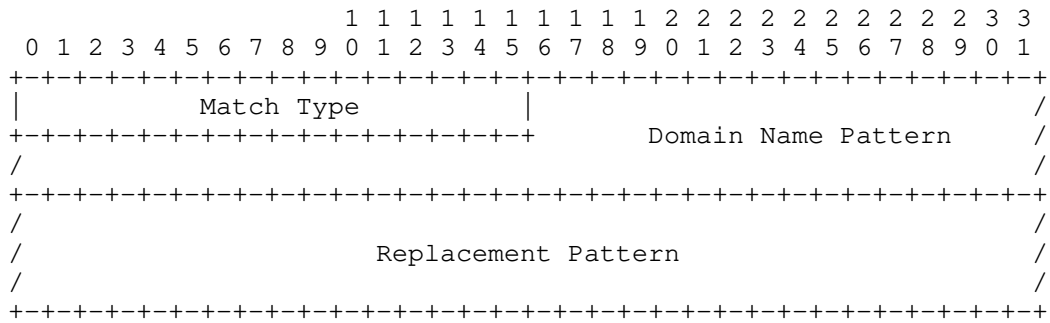 1 1 1 1 1 1 1 1 1 1 2 2 2 2 2 2 2 2 2 2 3 3
  0 1 2 3 4 5 6 7 8 9 0 1 2 3 4 5 6 7 8 9 0 1 2 3 4 5 6 7 8 9 0 1
 +-+-+-+-+-+-+-+-+-+-+-+-+-+-+-+-+-+-+-+-+-+-+-+-+-+-+-+-+-+-+-+-+
 |           Match Type          |                               /
 +-+-+-+-+-+-+-+-+-+-+-+-+-+-+-+-+       Domain Name Pattern     /
 /                                                               /
 +-+-+-+-+-+-+-+-+-+-+-+-+-+-+-+-+-+-+-+-+-+-+-+-+-+-+-+-+-+-+-+-+
 /                                                               /
 /                      Replacement Pattern                      /
 /                                                               /
 +-+-+-+-+-+-+-+-+-+-+-+-+-+-+-+-+-+-+-+-+-+-+-+-+-+-+-+-+-+-+-+-+